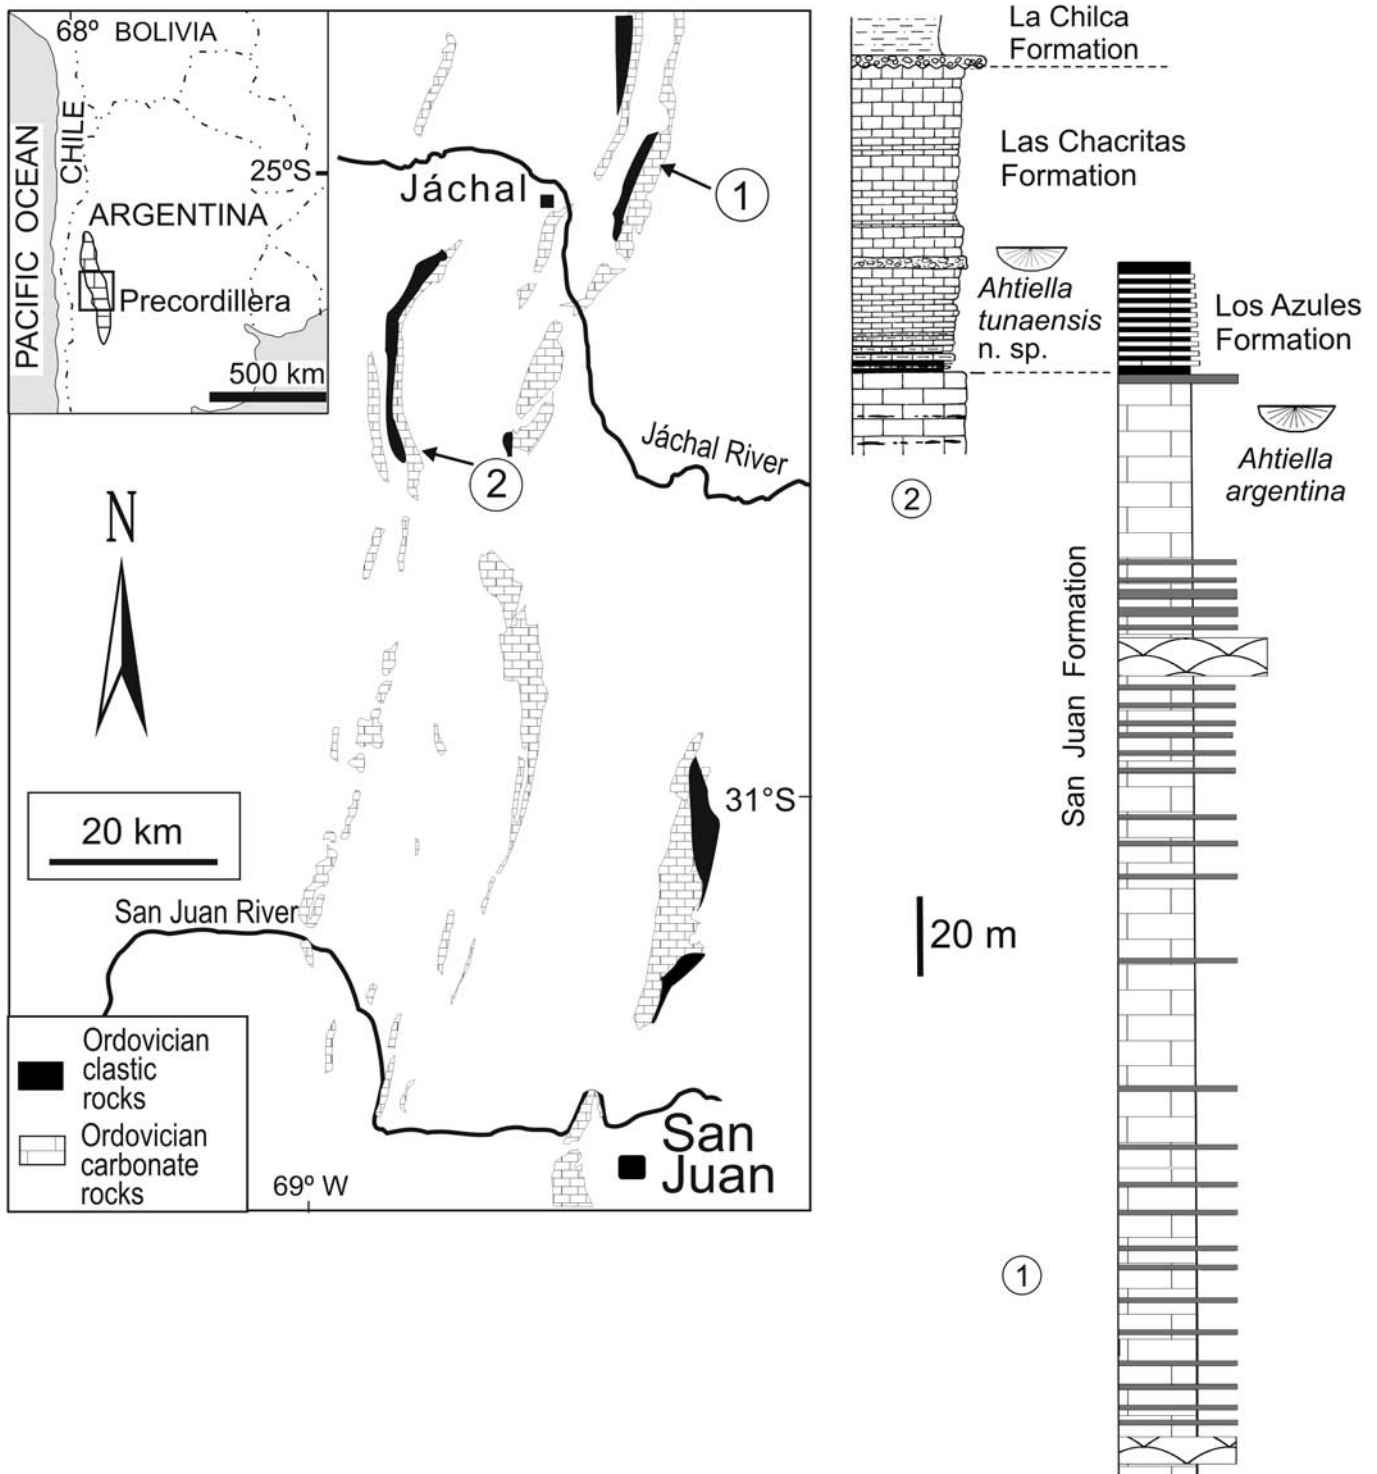 68º BOLIVIA
PACIFIC OCEAN
CHILE
25ºS
ARGENTINA
Precordillera
500 km
Jáchal
1
2
Jáchal River
N
20 km
31°S
San Juan River
Ordovician
clastic
rocks
Ordovician
carbonate
rocks
69º W
San
Juan
La Chilca
Formation
Las Chacritas
Formation
Ahtiella
tunaensis
n. sp.
2
Los Azules
Formation
Ahtiella
argentina
San Juan Formation
20 m
1